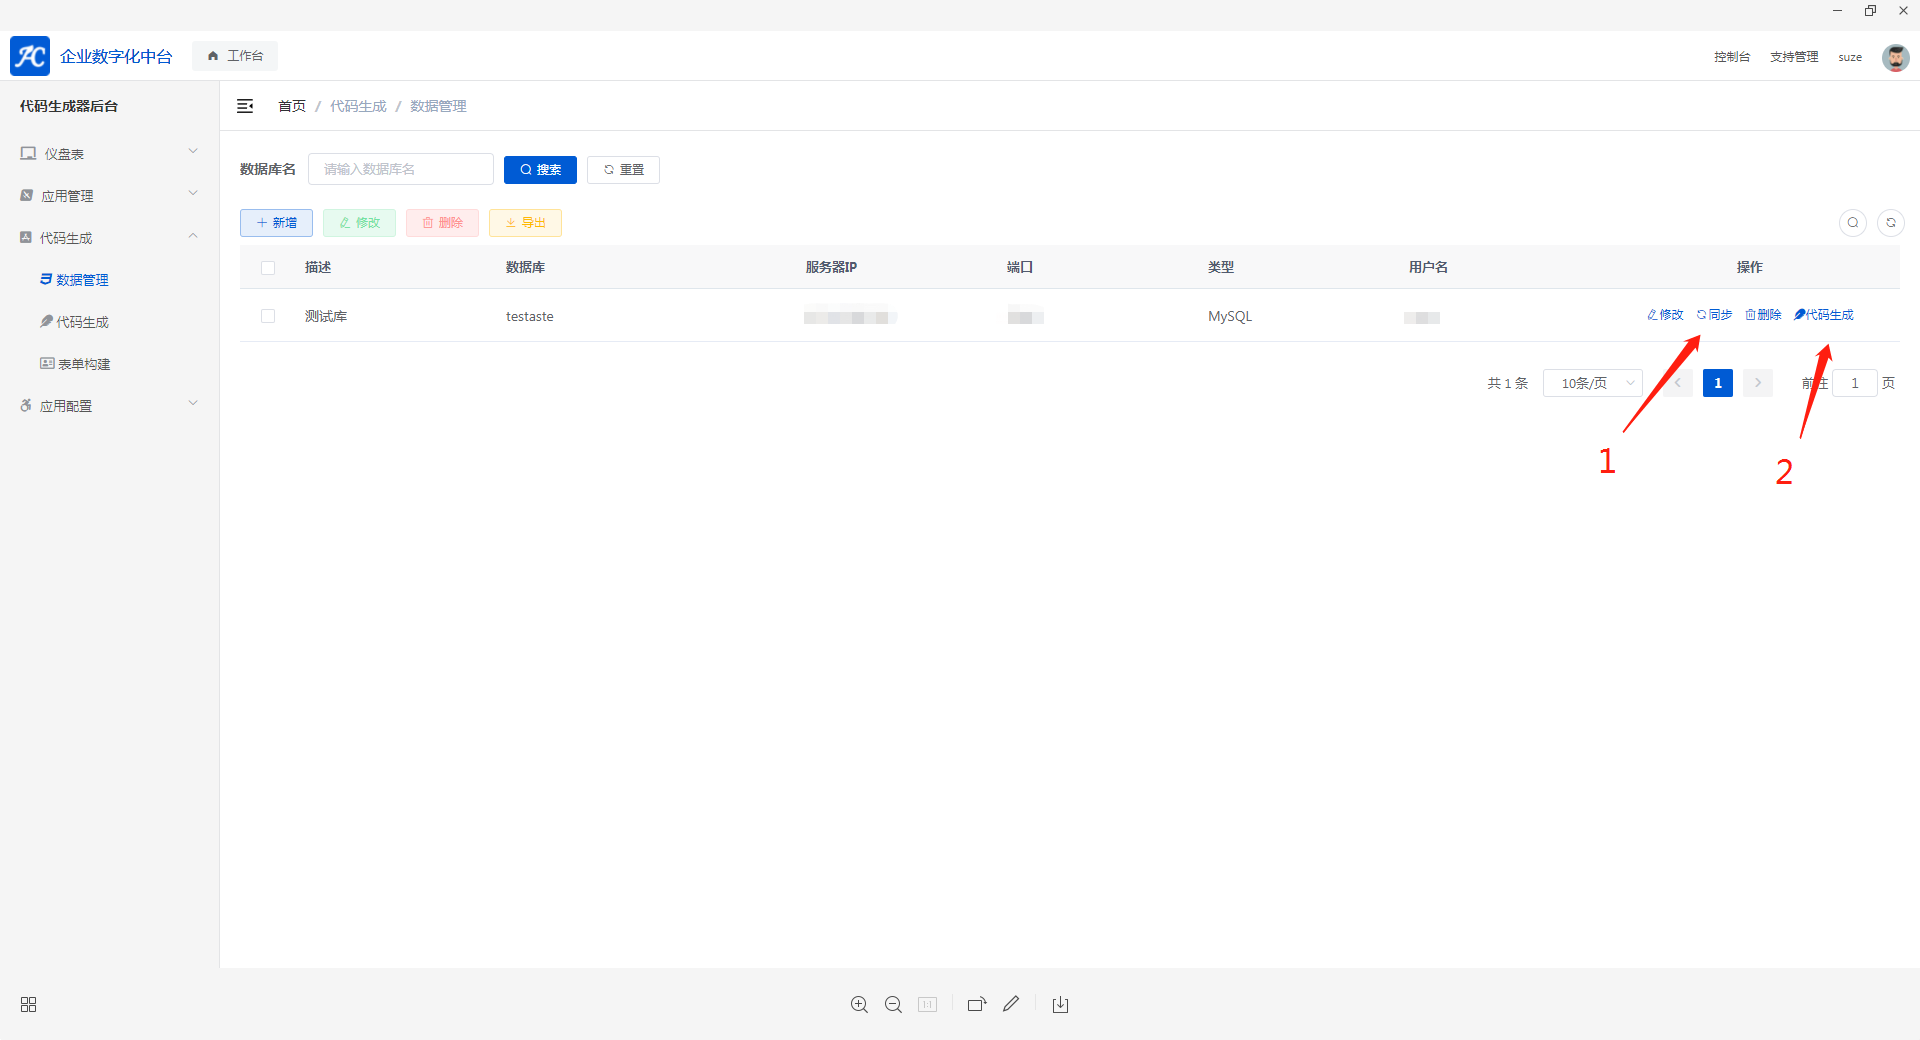 企业数字化中台
工作台
控制台
支持管理
suze
代码生成器后台
首页 / 代码生成 / 数据管理
仪盘表
应用管理
代码生成
数据管理
代码生成
表单构建
应用配置
数据库名
请输入数据库名
搜索
重置
新增
修改
删除
导出
描述 数据库 服务器IP 端口 类型 用户名 操作
测试库 testaste MySQL 修改 同步 删除 代码生成
共 1 条 10条/页 1 前往 1 页
1
2